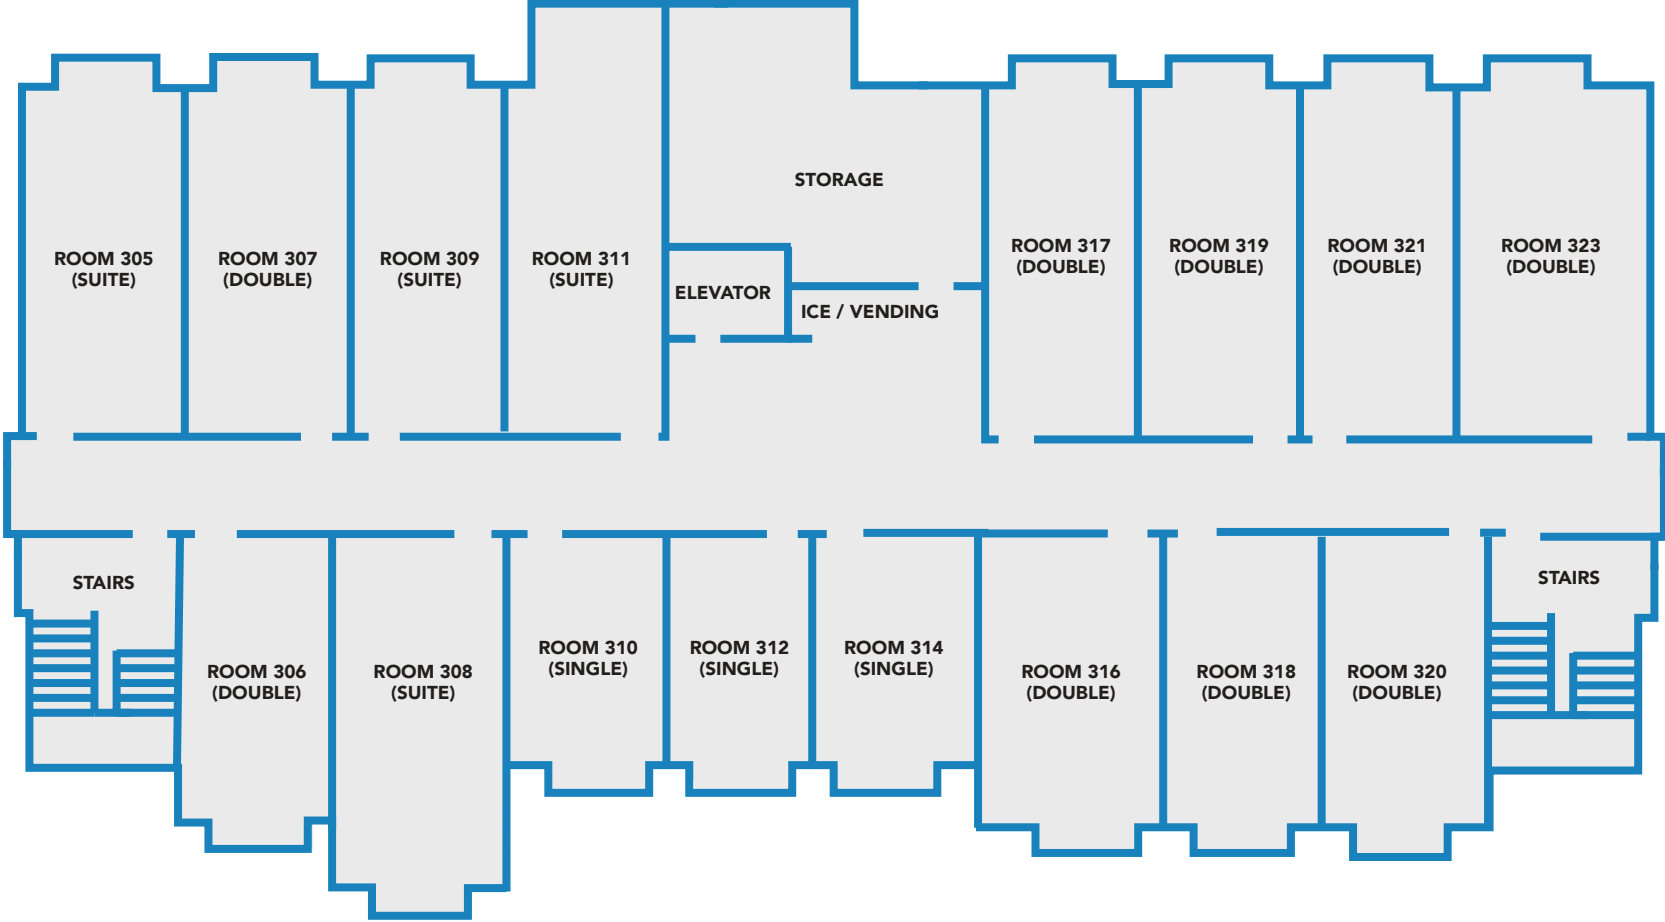 STORAGE
ROOM 305
(SUITE)
ROOM 307
(DOUBLE)
ROOM 309
(SUITE)
ROOM 311
(SUITE)
ELEVATOR
ICE / VENDING
ROOM 317
(DOUBLE)
ROOM 319
(DOUBLE)
ROOM 321
(DOUBLE)
ROOM 323
(DOUBLE)
STAIRS
ROOM 306
(DOUBLE)
ROOM 308
(SUITE)
ROOM 310
(SINGLE)
ROOM 312
(SINGLE)
ROOM 314
(SINGLE)
ROOM 316
(DOUBLE)
ROOM 318
(DOUBLE)
ROOM 320
(DOUBLE)
STAIRS